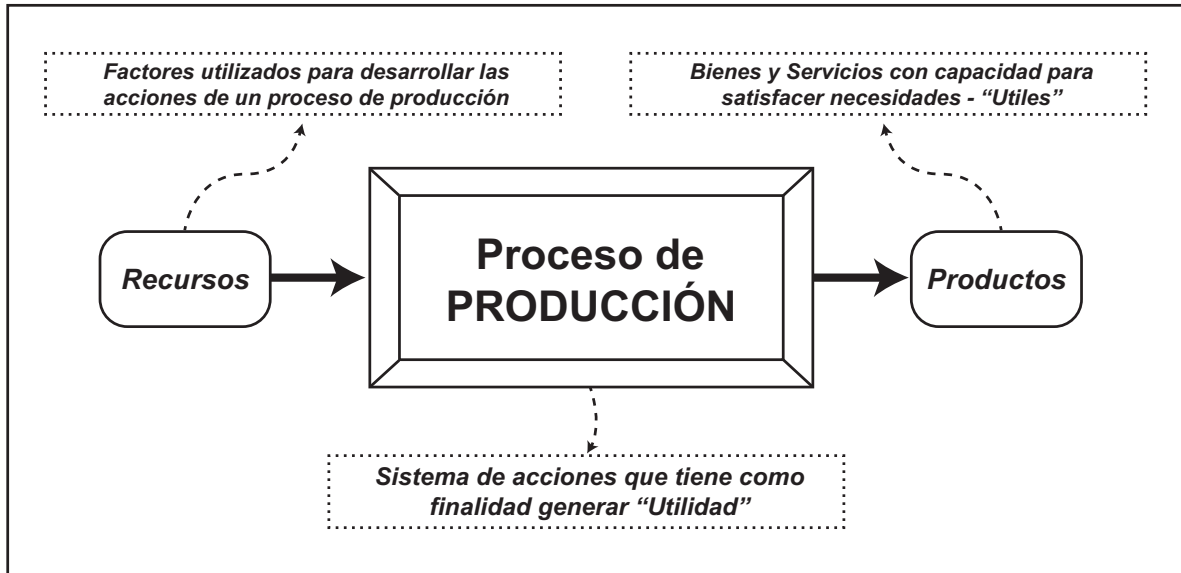 Factores utilizados para desarrollar las
acciones de un proceso de producción
Bienes y Servicios con capacidad para
satisfacer necesidades - “Utiles”
Recursos
Proceso de
PRODUCCIÓN
Productos
Sistema de acciones que tiene como
finalidad generar “Utilidad”